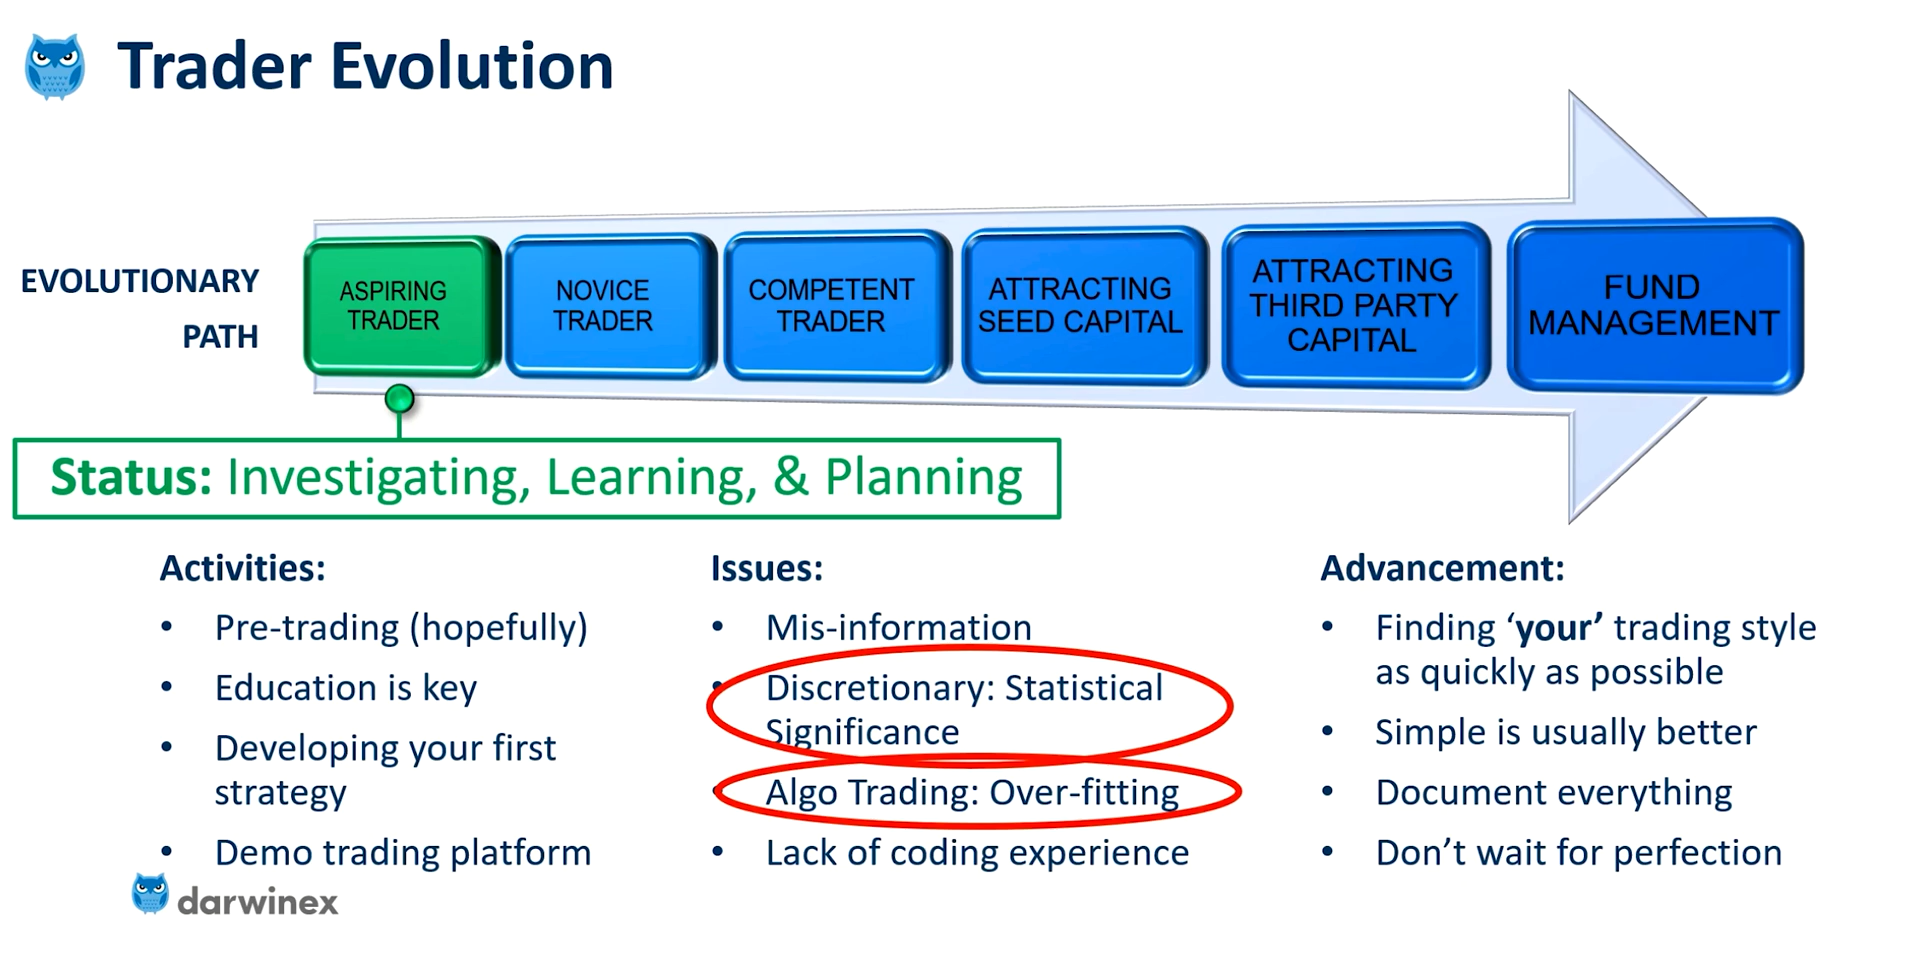 Trader Evolution
EVOLUTIONARY
PATH
ASPIRING
TRADER
NOVICE
TRADER
COMPETENT
TRADER
ATTRACTING
SEED CAPITAL
ATTRACTING
THIRD PARTY
CAPITAL
FUND
MANAGEMENT
Status: Investigating, Learning, & Planning
Activities:
• Pre-trading (hopefully)
• Education is key
• Developing your first
strategy
• Demo trading platform
Issues:
• Mis-information
• Discretionary: Statistical
Significance
• Algo Trading: Over-fitting
• Lack of coding experience
Advancement:
• Finding ‘your’ trading style
as quickly as possible
• Simple is usually better
• Document everything
• Don’t wait for perfection
darwinex